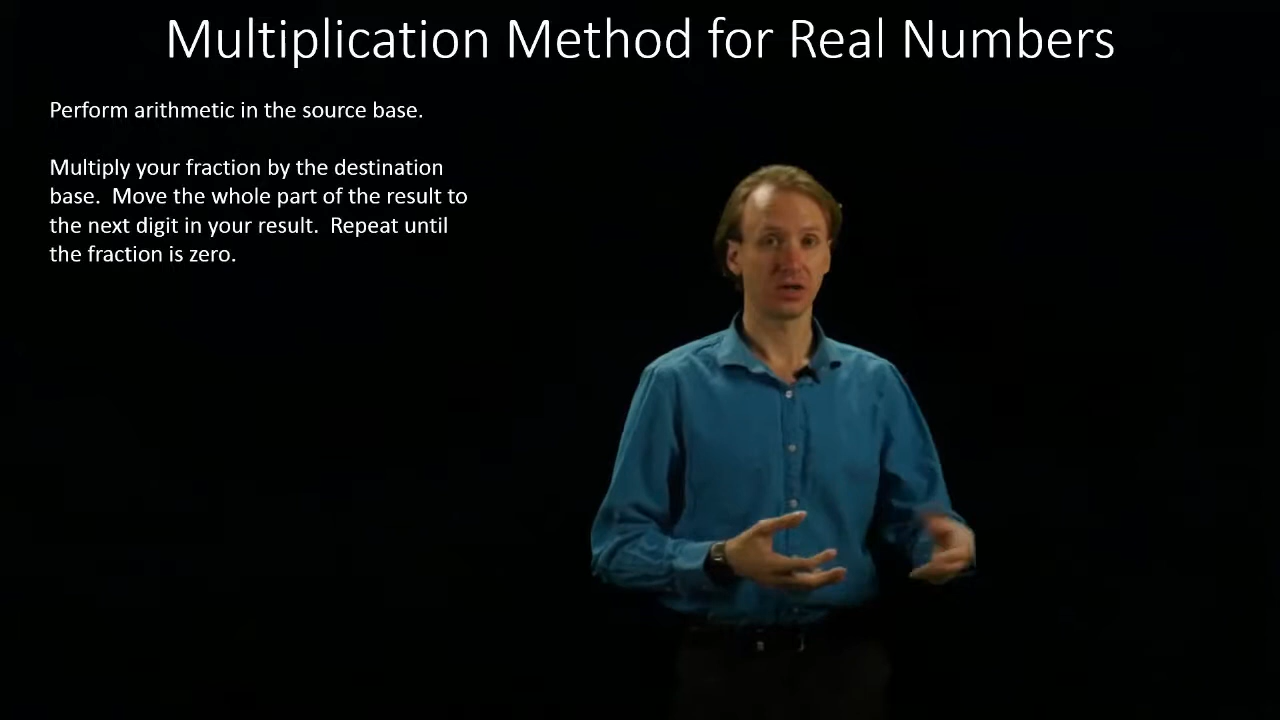 Multiplication Method for Real Numbers
Perform arithmetic in the source base.
Multiply your fraction by the destination
base.  Move the whole part of the result to
the next digit in your result.  Repeat until
the fraction is zero.